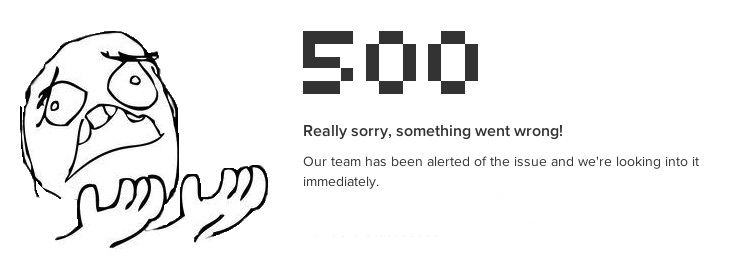 500
Really sorry, something went wrong!
Our team has been alerted of the issue and we're looking into it
immediately.